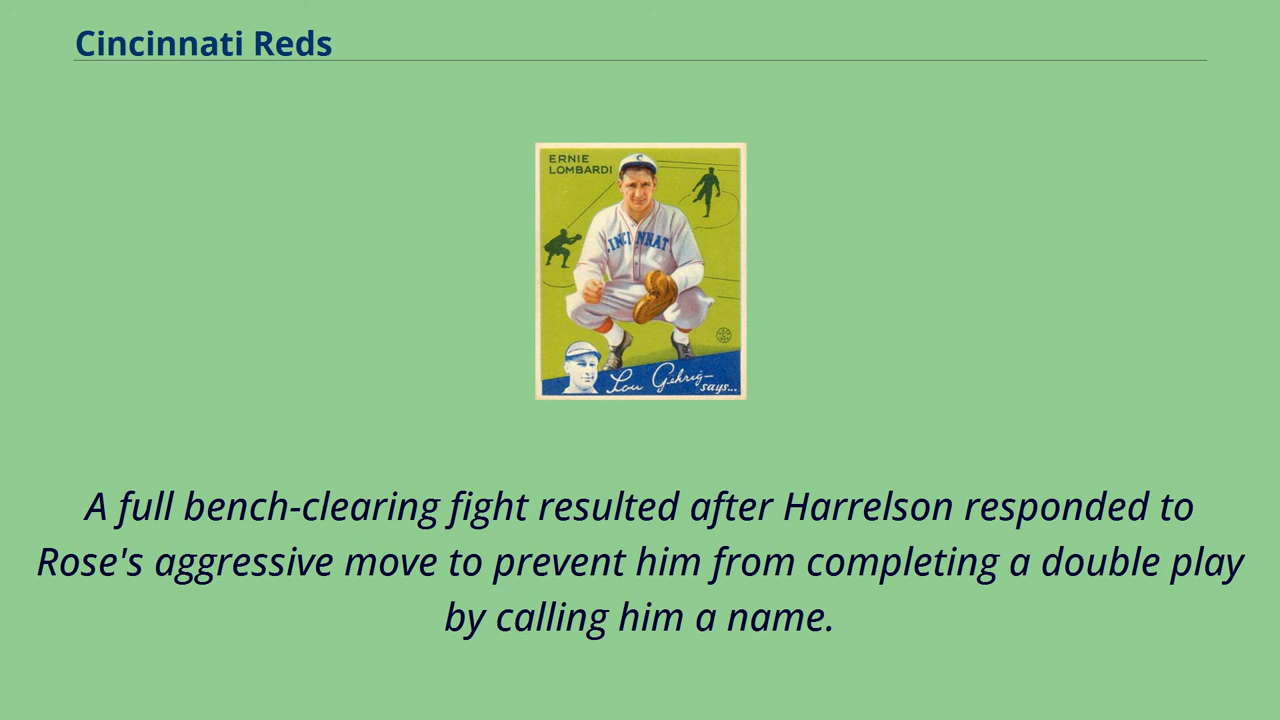 Cincinnati Reds
ERNIE
LOMBARDI
C
CINCINNATI
Lou Gehrig—
says...
A full bench-clearing fight resulted after Harrelson responded to
Rose's aggressive move to prevent him from completing a double play
by calling him a name.